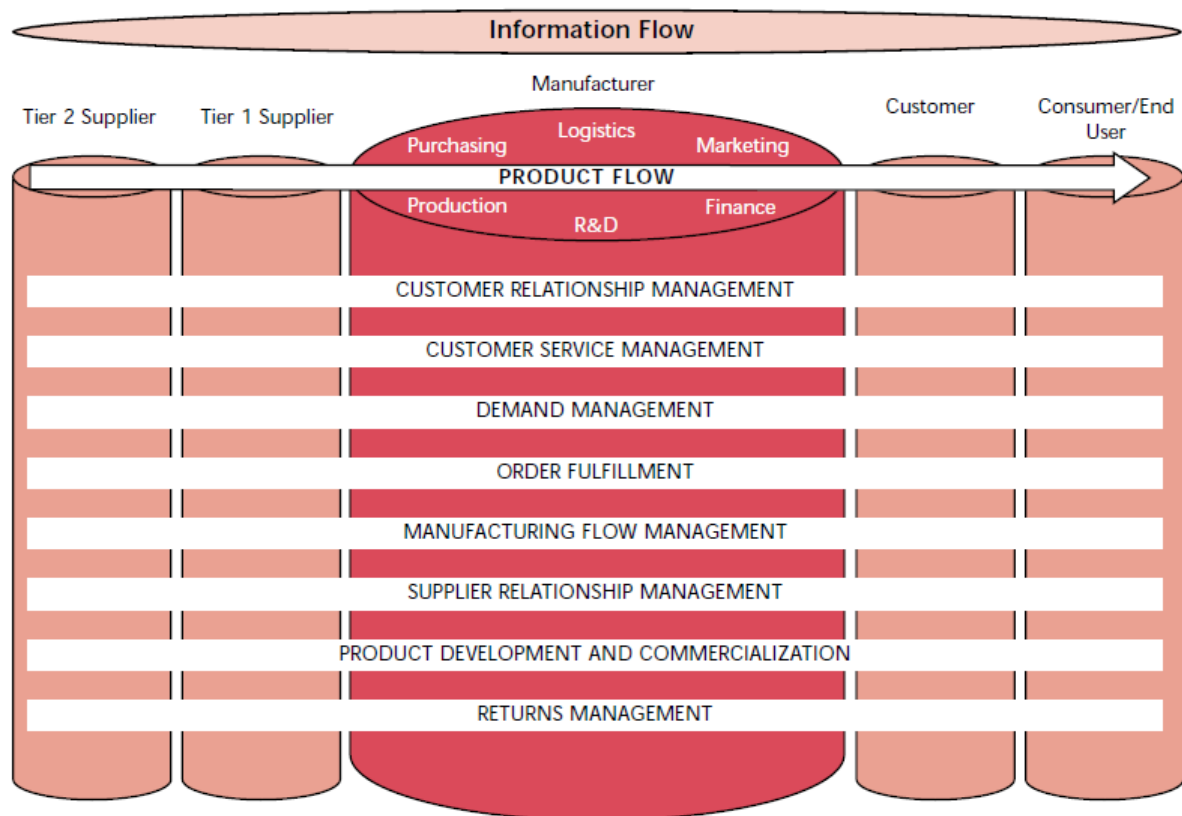 Information Flow
Manufacturer
Tier 2 Supplier
Tier 1 Supplier
Customer
Consumer/End
User
Purchasing
Logistics
Marketing
PRODUCT FLOW
Production
R&D
Finance
CUSTOMER RELATIONSHIP MANAGEMENT
CUSTOMER SERVICE MANAGEMENT
DEMAND MANAGEMENT
ORDER FULFILLMENT
MANUFACTURING FLOW MANAGEMENT
SUPPLIER RELATIONSHIP MANAGEMENT
PRODUCT DEVELOPMENT AND COMMERCIALIZATION
RETURNS MANAGEMENT